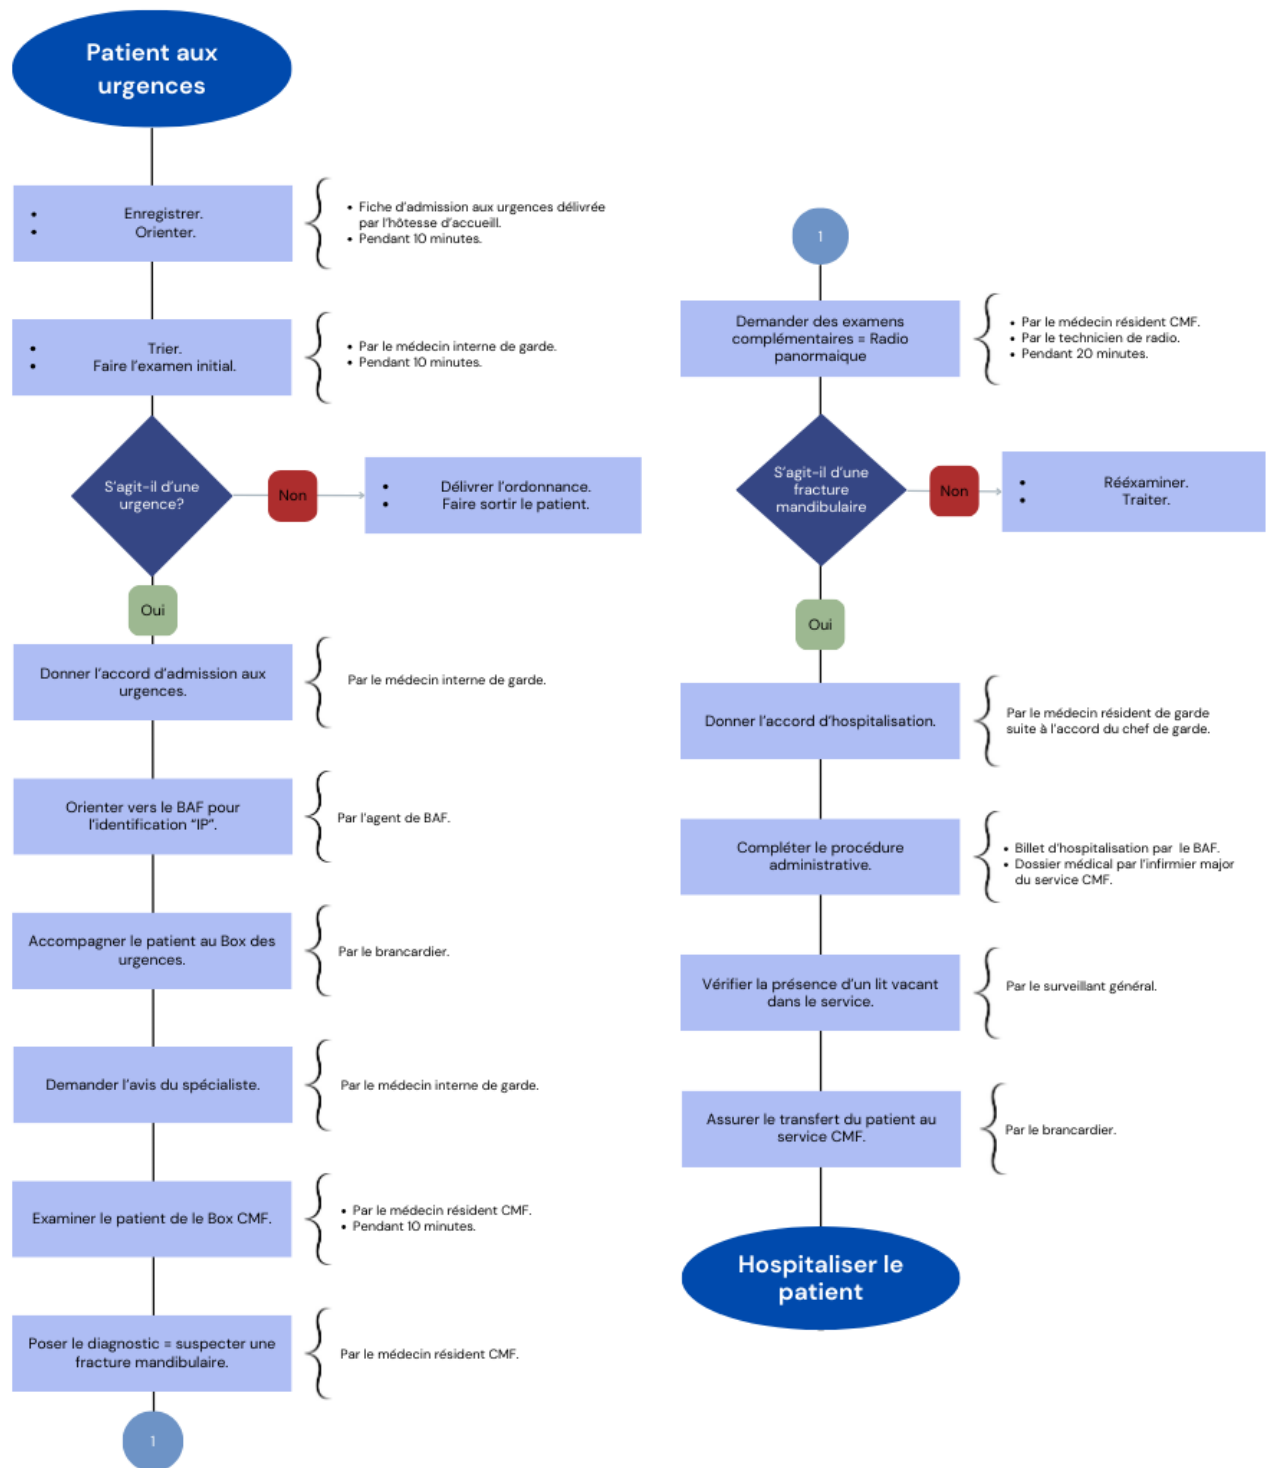 Patient aux
urgences
• Enregistrer.
• Orienter.
• Fiche d'admission aux urgences délivrée
par l'hôtesse d'accueill.
• Pendant 10 minutes.
• Trier.
• Faire l'examen initial.
• Par le médecin interne de garde.
• Pendant 10 minutes.
S'agit-il d'une
urgence?
Non
• Délivrer l'ordonnance.
• Faire sortir le patient.
Oui
Donner l'accord d'admission aux
urgences.
Par le médecin interne de garde.
Orienter vers le BAF pour
l'identification "IP".
Par l'agent de BAF.
Accompagner le patient au Box des
urgences.
Par le brancardier.
Demander l'avis du spécialiste.
Par le médecin interne de garde.
Examiner le patient de le Box CMF.
• Par le médecin résident CMF.
• Pendant 10 minutes.
Poser le diagnostic = suspecter une
fracture mandibulaire.
Par le médecin résident CMF.
1
1
Demander des examens
complémentaires = Radio
panormaique
• Par le médecin résident CMF.
• Par le technicien de radio.
• Pendant 20 minutes.
S'agit-il d'une
fracture
mandibulaire
Non
• Rééxaminer.
• Traiter.
Oui
Donner l'accord d'hospitalisation.
Par le médecin résident de garde
suite à l'accord du chef de garde.
Compléter le procédure
administrative.
• Billet d'hospitalisation par le BAF.
• Dossier médical par l'infirmier major
du service CMF.
Vérifier la présence d'un lit vacant
dans le service.
Par le surveillant général.
Assurer le transfert du patient au
service CMF.
Par le brancardier.
Hospitaliser le
patient